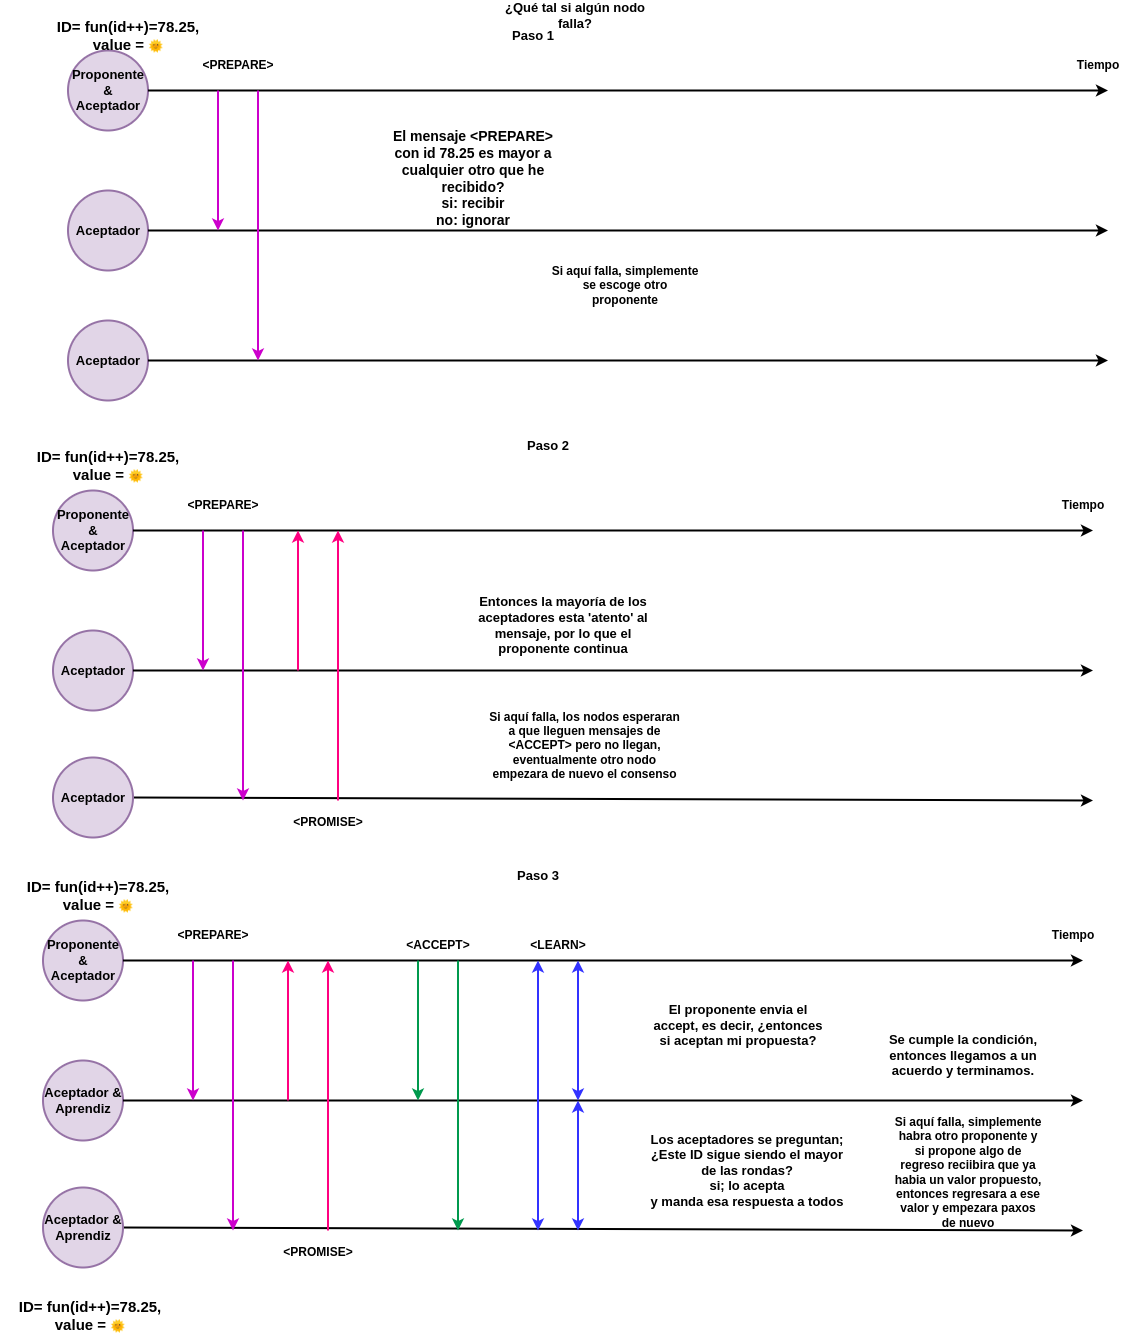 ¿Qué tal si algún nodo
falla?
Paso 1
ID= fun(id++)=78.25,
value = 🌞
<PREPARE>
Tiempo
Proponente
&
Aceptador
El mensaje <PREPARE>
con id 78.25 es mayor a
cualquier otro que he
recibido?
si: recibir
no: ignorar
Aceptador
Si aquí falla, simplemente
se escoge otro
proponente
Aceptador
Paso 2
ID= fun(id++)=78.25,
value = 🌞
<PREPARE>
Tiempo
Proponente
&
Aceptador
Entonces la mayoría de los
aceptadores esta 'atento' al
mensaje, por lo que el
proponente continua
Aceptador
Si aquí falla, los nodos esperaran
a que lleguen mensajes de
<ACCEPT> pero no llegan,
eventualmente otro nodo
empezara de nuevo el consenso
Aceptador
<PROMISE>
Paso 3
ID= fun(id++)=78.25,
value = 🌞
<PREPARE>
<ACCEPT>
<LEARN>
Tiempo
Proponente
&
Aceptador
El proponente envia el
accept, es decir, ¿entonces
si aceptan mi propuesta?
Se cumple la condición,
entonces llegamos a un
acuerdo y terminamos.
Aceptador &
Aprendiz
Los aceptadores se preguntan;
¿Este ID sigue siendo el mayor
de las rondas?
si; lo acepta
y manda esa respuesta a todos
Si aquí falla, simplemente
habra otro proponente y
si propone algo de
regreso reciibira que ya
habia un valor propuesto,
entonces regresara a ese
valor y empezara paxos
de nuevo
Aceptador &
Aprendiz
<PROMISE>
ID= fun(id++)=78.25,
value = 🌞